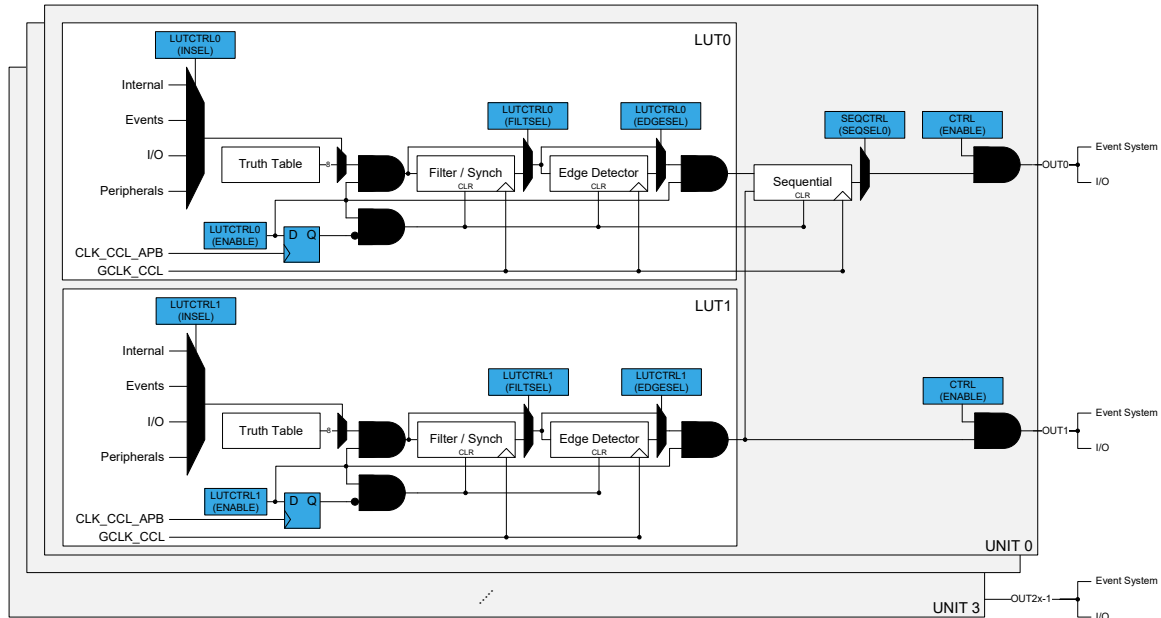 LUT0
LUTCTRL0
(INSEL)
Internal
Events
I/O
Peripherals
Truth Table
8
LUTCTRL0
(FILTSEL)
LUTCTRL0
(EDGESEL)
Filter / Synch
CLR
Edge Detector
CLR
LUTCTRL0
(ENABLE)
D Q
CLK_CCL_APB
GCLK_CCL
SEQCTRL
(SEQSEL0)
Sequential
CLR
CTRL
(ENABLE)
OUT0
Event System
I/O
LUT1
LUTCTRL1
(INSEL)
Internal
Events
I/O
Peripherals
Truth Table
8
LUTCTRL1
(FILTSEL)
LUTCTRL1
(EDGESEL)
Filter / Synch
CLR
Edge Detector
CLR
LUTCTRL1
(ENABLE)
D Q
CLK_CCL_APB
GCLK_CCL
CTRL
(ENABLE)
OUT1
Event System
I/O
UNIT 0
UNIT 3
OUT2x-1
Event System
I/O